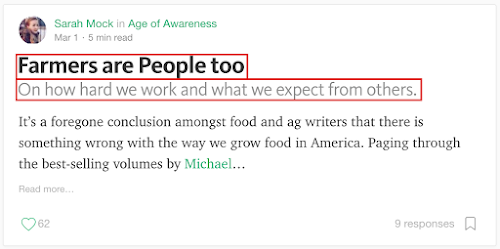 Sarah Mock in Age of Awareness
Mar 1 · 5 min read
Farmers are People too
On how hard we work and what we expect from others.
It’s a foregone conclusion amongst food and ag writers that there is
something wrong with the way we grow food in America. Paging through
the best-selling volumes by Michael…
Read more…
62 9 responses